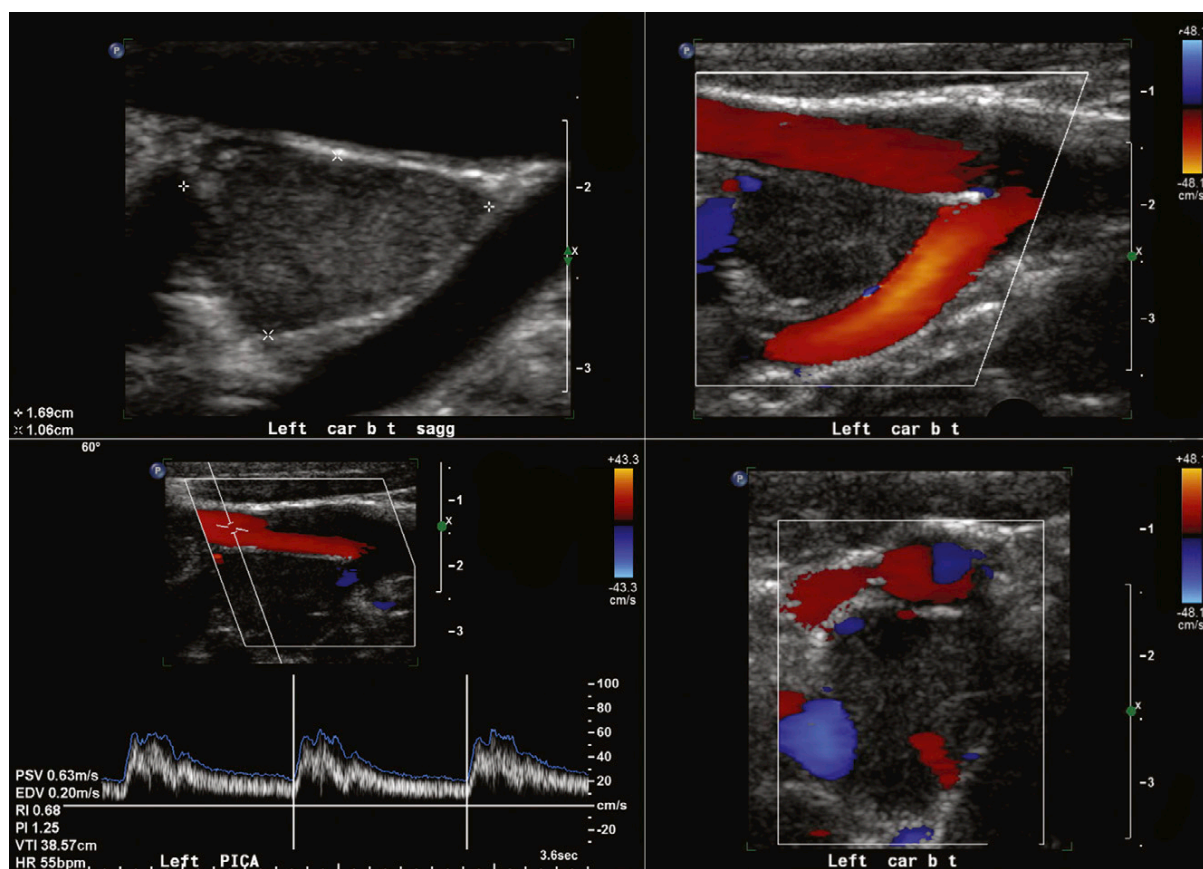 P
-2
X
-3
✢ 1.69cm
⤬ 1.06cm
Left car b t sagg
P
-48.1
-1
-2
X
-3
-48.1
cm/s
Left car b t
60°
P
-1
X
-2
-3
+43.3
-43.3
cm/s
-100
-80
-60
-40
-20
cm/s
-20
PSV 0.63m/s
EDV 0.20m/s
RI 0.68
PI 1.25
VTI 38.57cm
HR 55bpm
Left PIÇA
3.6sec
P
-1
-2
X
-3
+48.1
-48.1
cm/s
Left car b t